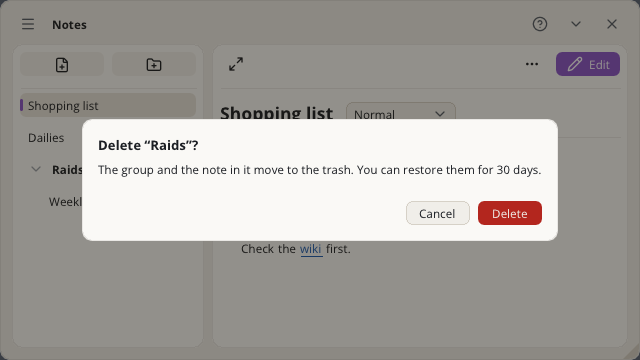 Notes
Edit
Shopping list
Dailies
Raids
Shopping list
Normal
Delete “Raids”?
The group and the note in it move to the trash. You can restore them for 30 days.
Cancel
Delete
Check the wiki first.